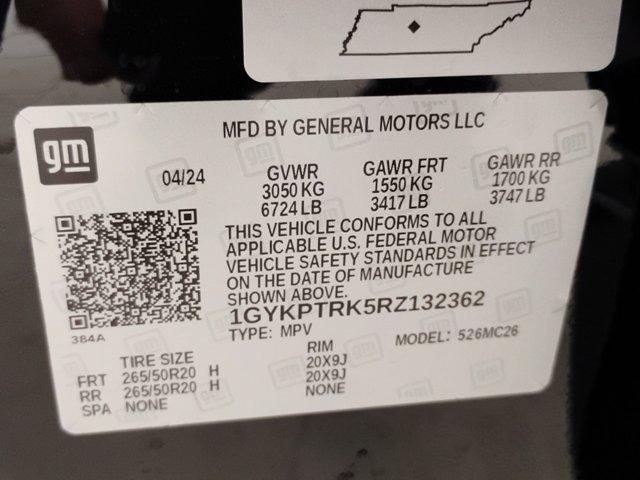 MFD BY GENERAL MOTORS LLC
gm
04/24
GVWR GAWR FRT GAWR RR
3050 KG 1550 KG 1700 KG
6724 LB 3417 LB 3747 LB
THIS VEHICLE CONFORMS TO ALL
APPLICABLE U.S. FEDERAL MOTOR
VEHICLE SAFETY STANDARDS IN EFFECT
ON THE DATE OF MANUFACTURE
SHOWN ABOVE.
1GYKPTRK5RZ132362
384A
TYPE: MPV MODEL: 526MC26
TIRE SIZE RIM
FRT 265/50R20 H 20X9J
RR 265/50R20 H 20X9J
SPA NONE NONE